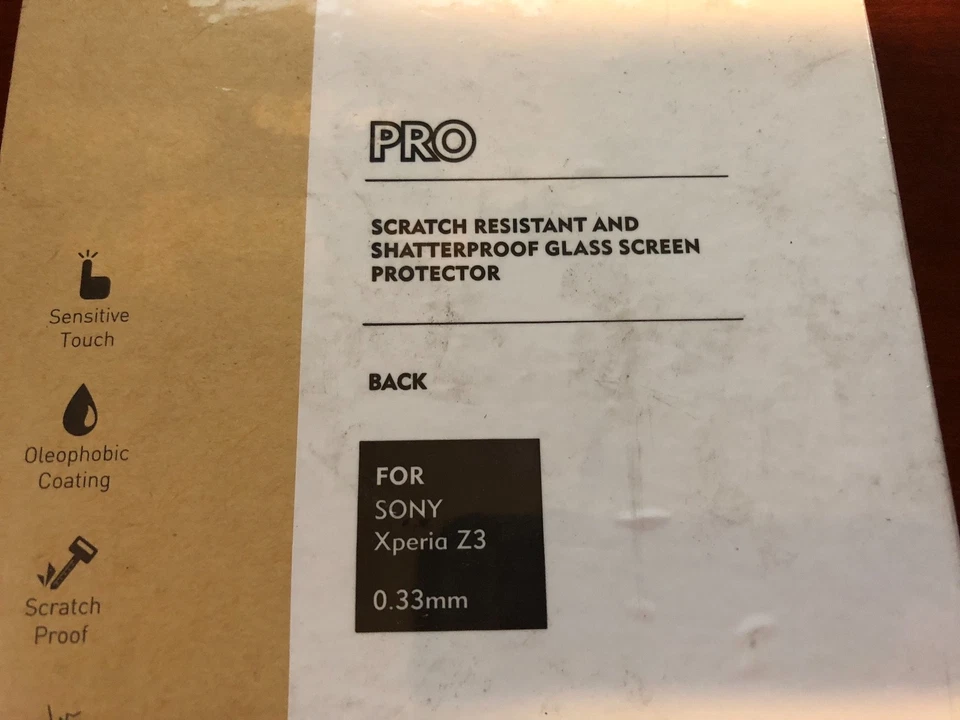 PRO
SCRATCH RESISTANT AND
SHATTERPROOF GLASS SCREEN
PROTECTOR
BACK
FOR
SONY
Xperia Z3
0.33mm
Sensitive
Touch
Oleophobic
Coating
Scratch
Proof